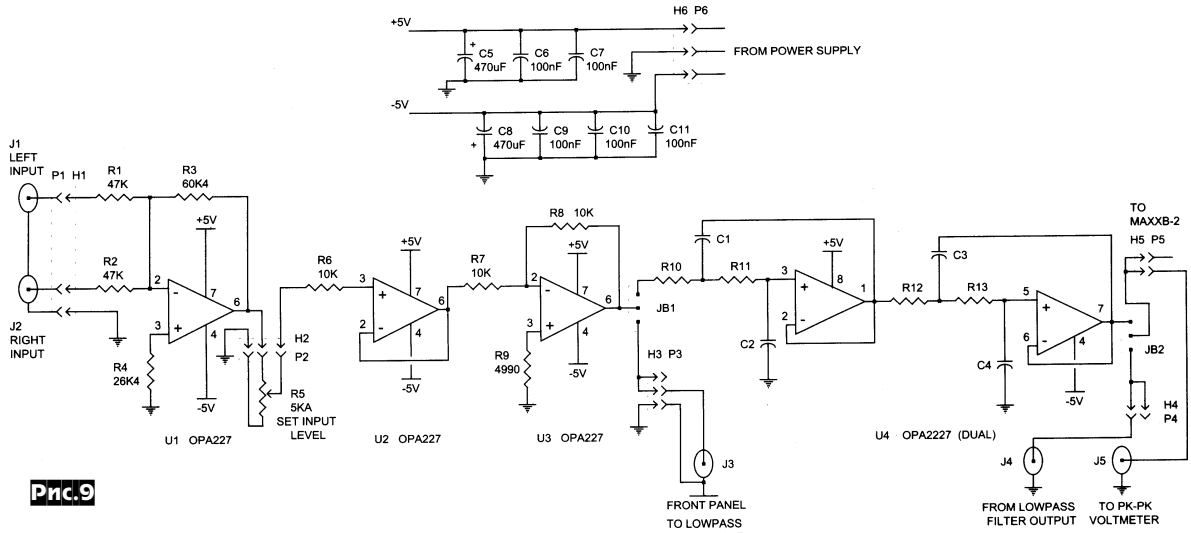 H6 P6
+5V
FROM POWER SUPPLY
+
C5
470uF
C6
100nF
C7
100nF
-5V
+
C8
470uF
C9
100nF
C10
100nF
C11
100nF
J1
LEFT
INPUT
P1 H1
R1
47K
R3
60K4
+5V
R2
47K
2
-
7
6
3
+
4
J2
RIGHT
INPUT
R4
26K4
-5V
H2
P2
R5
5KA
SET INPUT
LEVEL
U1 OPA227
R6
10K
+5V
3
+
7
6
2
-
4
-5V
U2 OPA227
R7
10K
R8 10K
+5V
2
-
7
6
3
+
4
R9
4990
-5V
U3 OPA227
JB1
H3 P3
J3
FRONT PANEL
TO LOWPASS
R10
C1
R11
C2
+5V
3
+
8
1
2
-
R12
C3
R13
C4
5
+
7
6
-
4
-5V
U4 OPA2227 (DUAL)
TO
MAXXB-2
H5 P5
JB2
H4
P4
J4
J5
FROM LOWPASS
FILTER OUTPUT
TO PK-PK
VOLTMETER
Рис.9